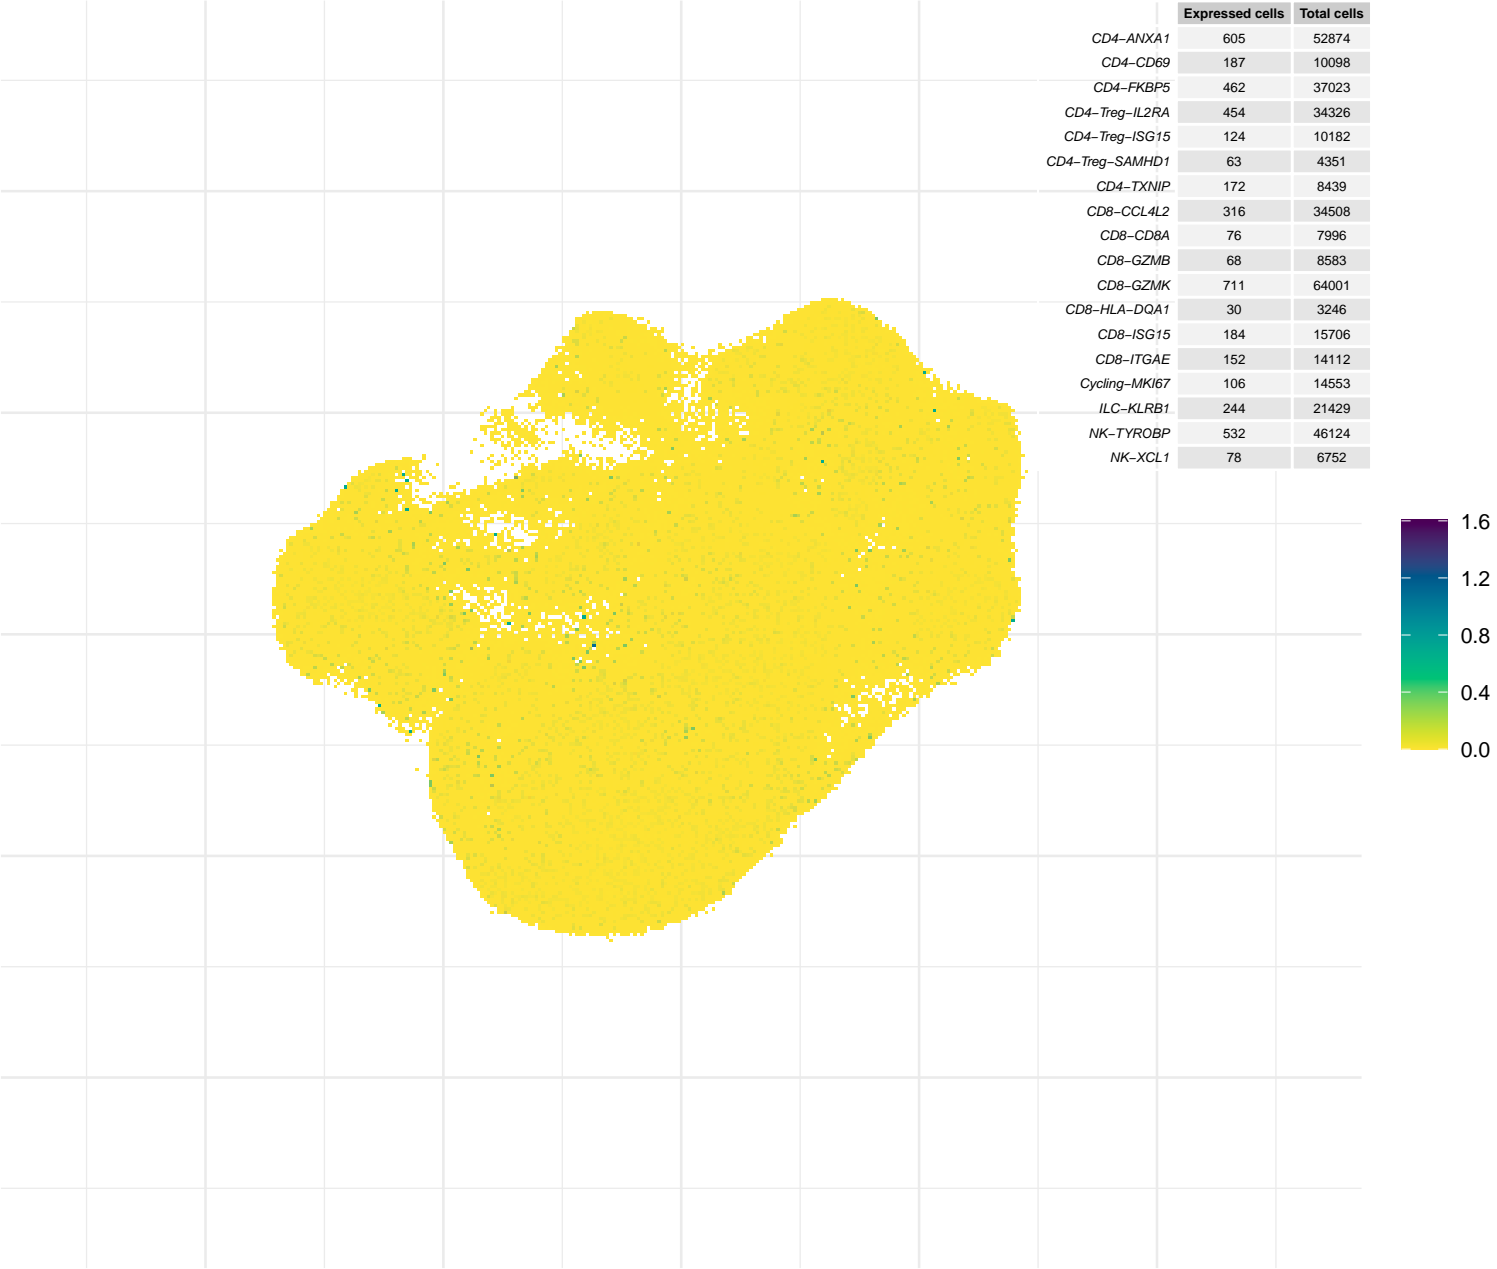 Expressed cells Total cells
CD4−ANXA1 605 52874
CD4−CD69 187 10098
CD4−FKBP5 462 37023
CD4−Treg−IL2RA 454 34326
CD4−Treg−ISG15 124 10182
CD4−Treg−SAMHD1 63 4351
CD4−TXNIP 172 8439
CD8−CCL4L2 316 34508
CD8−CD8A 76 7996
CD8−GZMB 68 8583
CD8−GZMK 711 64001
CD8−HLA−DQA1 30 3246
CD8−ISG15 184 15706
CD8−ITGAE 152 14112
Cycling−MKI67 106 14553
ILC−KLRB1 244 21429
NK−TYROBP 532 46124
NK−XCL1 78 6752
1.6
1.2
0.8
0.4
0.0